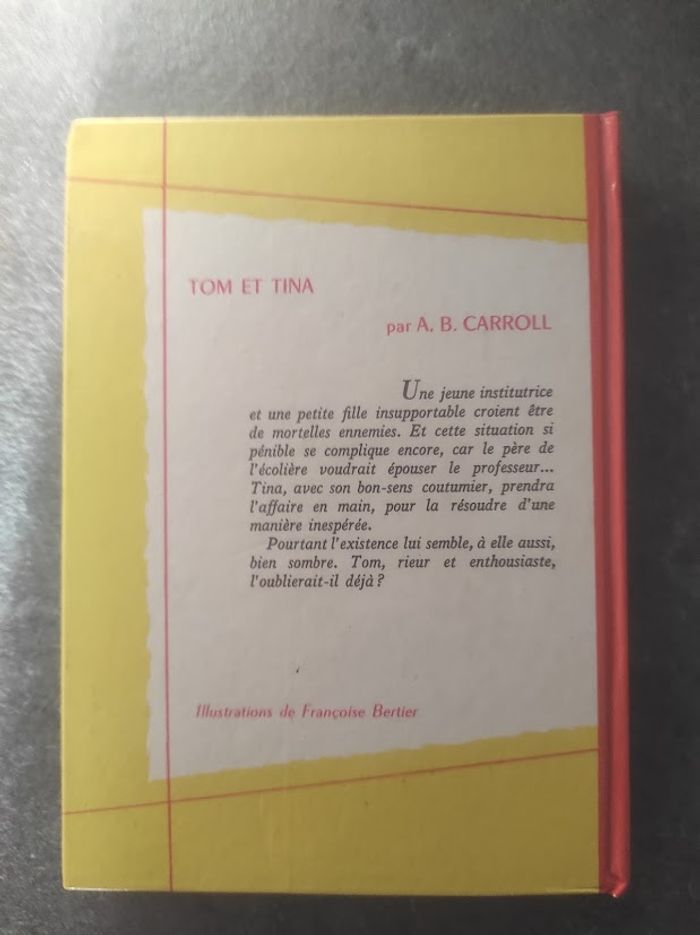 TOM ET TINA
par A. B. CARROLL
Une jeune institutrice
et une petite fille insupportable croient être
de mortelles ennemies. Et cette situation si
pénible se complique encore, car le père de
l'écolière voudrait épouser le professeur...
Tina, avec son bon-sens coutumier, prendra
l'affaire en main, pour la résoudre d'une
manière inespérée.
Pourtant l'existence lui semble, à elle aussi,
bien sombre. Tom, rieur et enthousiaste,
l'oublierait-il déjà ?
Illustrations de Françoise Bertier